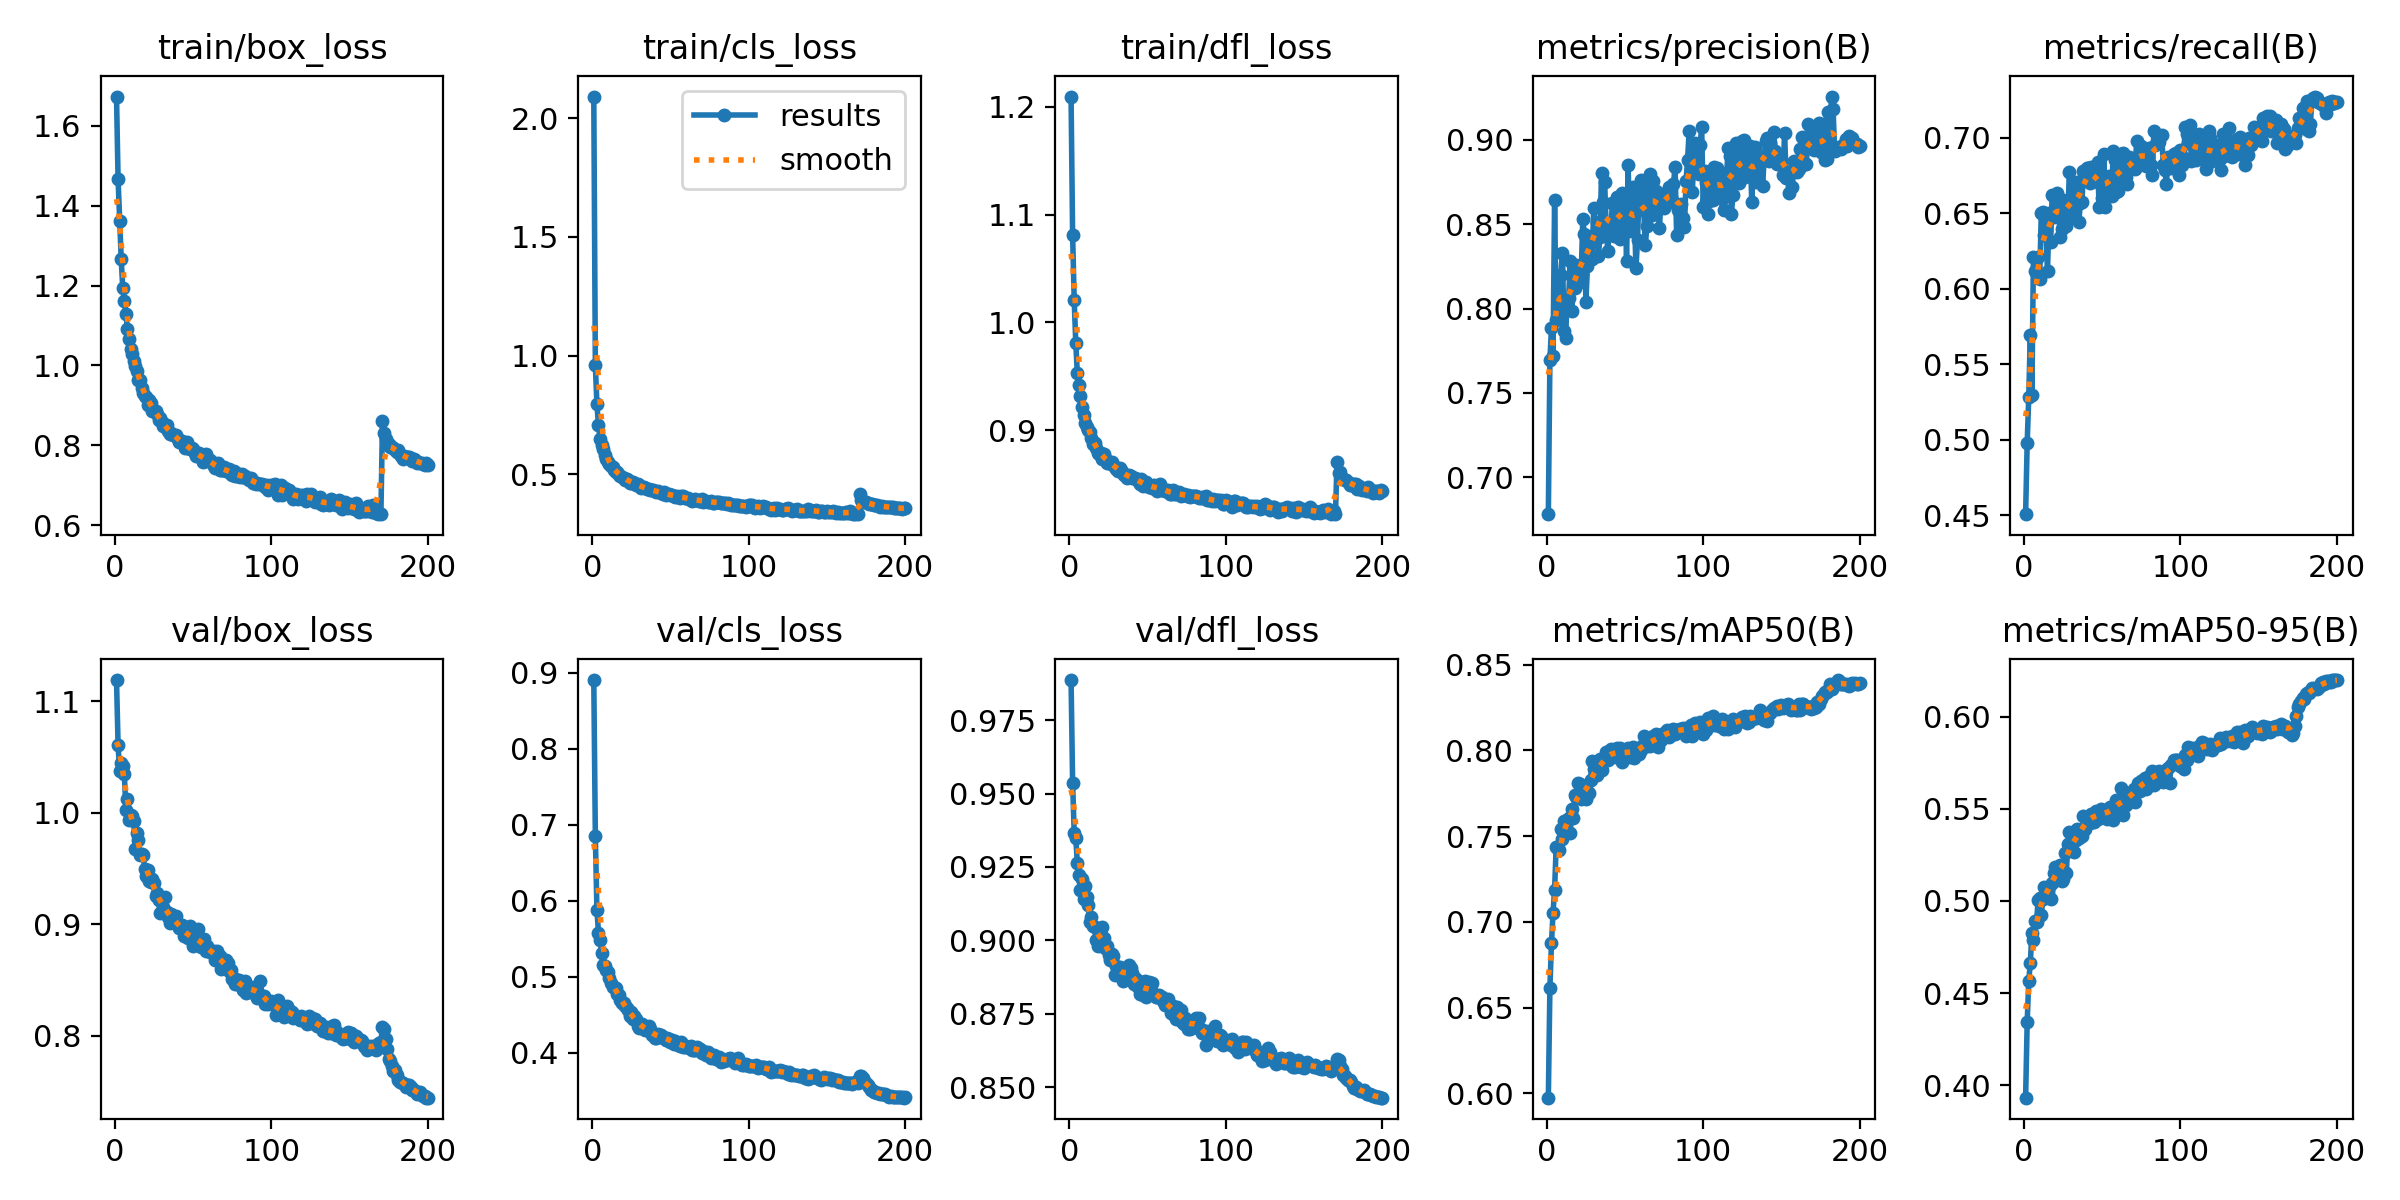 train/box_loss
1.6
1.4
1.2
1.0
0.8
0.6
0 100 200
train/cls_loss
results
smooth
2.0
1.5
1.0
0.5
0 100 200
train/dfl_loss
1.2
1.1
1.0
0.9
0 100 200
metrics/precision(B)
0.90
0.85
0.80
0.75
0.70
0 100 200
metrics/recall(B)
0.70
0.65
0.60
0.55
0.50
0.45
0 100 200
val/box_loss
1.1
1.0
0.9
0.8
0 100 200
val/cls_loss
0.9
0.8
0.7
0.6
0.5
0.4
0 100 200
val/dfl_loss
0.975
0.950
0.925
0.900
0.875
0.850
0 100 200
metrics/mAP50(B)
0.85
0.80
0.75
0.70
0.65
0.60
0 100 200
metrics/mAP50-95(B)
0.60
0.55
0.50
0.45
0.40
0 100 200